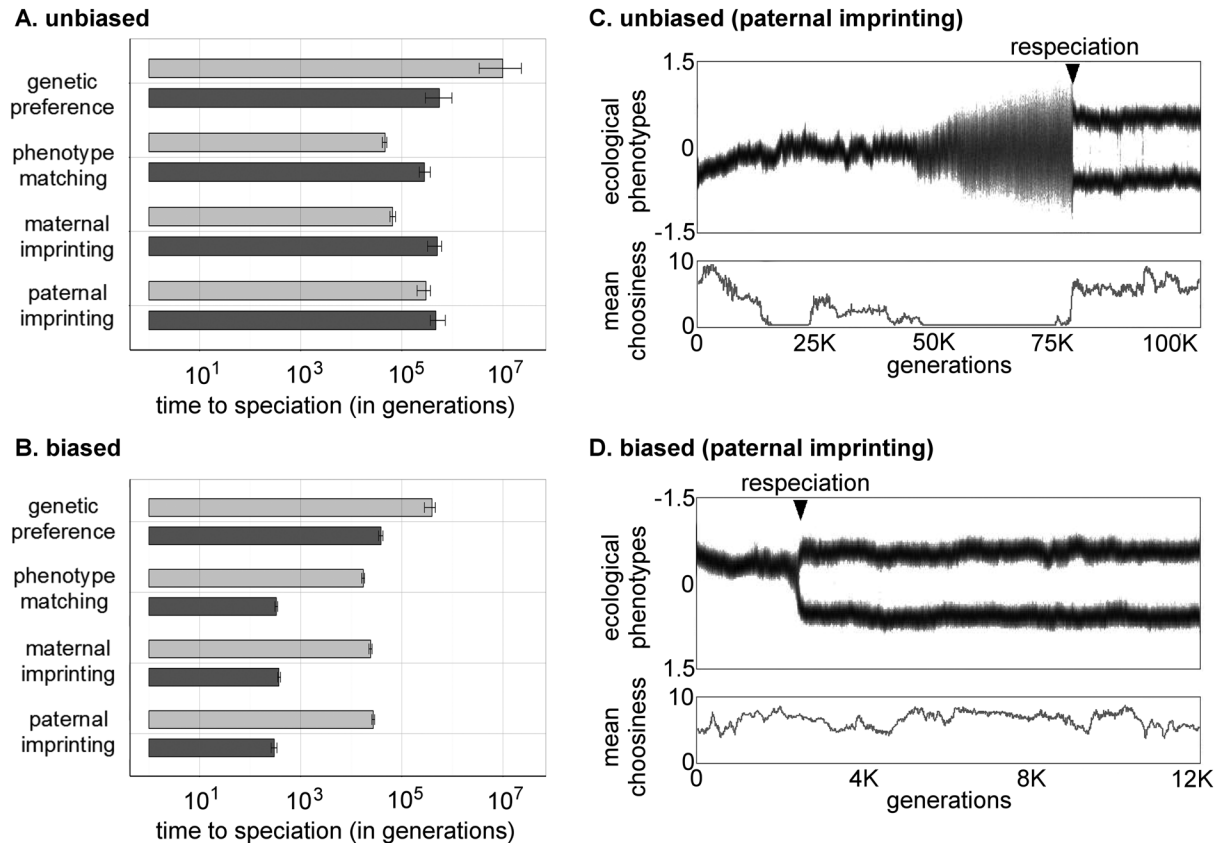 A. unbiased
genetic
preference
phenotype
matching
maternal
imprinting
paternal
imprinting
10¹ 10³ 10⁵ 10⁷
time to speciation (in generations)
B. biased
genetic
preference
phenotype
matching
maternal
imprinting
paternal
imprinting
10¹ 10³ 10⁵ 10⁷
time to speciation (in generations)
C. unbiased (paternal imprinting)
respeciation
1.5
0
-1.5
ecological
phenotypes
10
0
mean
choosiness
0 25K 50K 75K 100K
generations
D. biased (paternal imprinting)
respeciation
-1.5
0
1.5
ecological
phenotypes
10
0
mean
choosiness
0 4K 8K 12K
generations